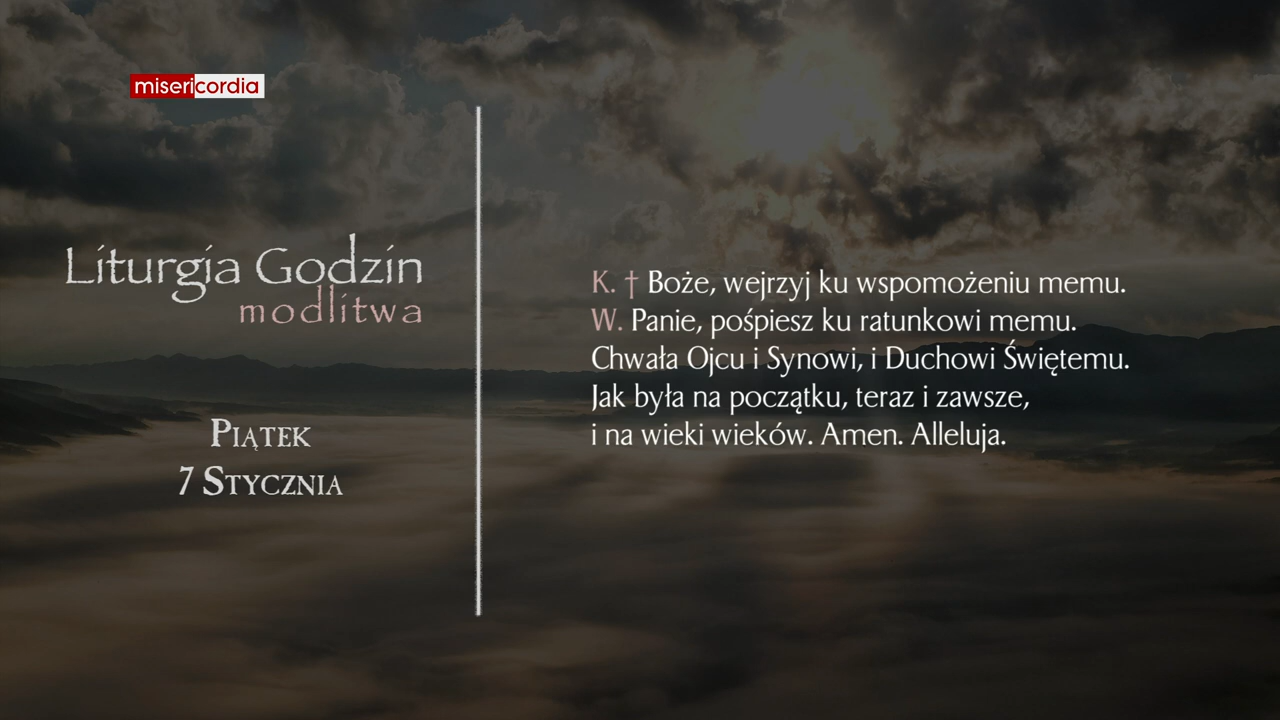 misericordia
Liturgia Godzin
modlitwa
Piątek
7 Stycznia
K. † Boże, wejrzyj ku wspomożeniu memu.
W. Panie, pośpiesz ku ratunkowi memu.
Chwała Ojcu i Synowi, i Duchowi Świętemu.
Jak była na początku, teraz i zawsze,
i na wieki wieków. Amen. Alleluja.